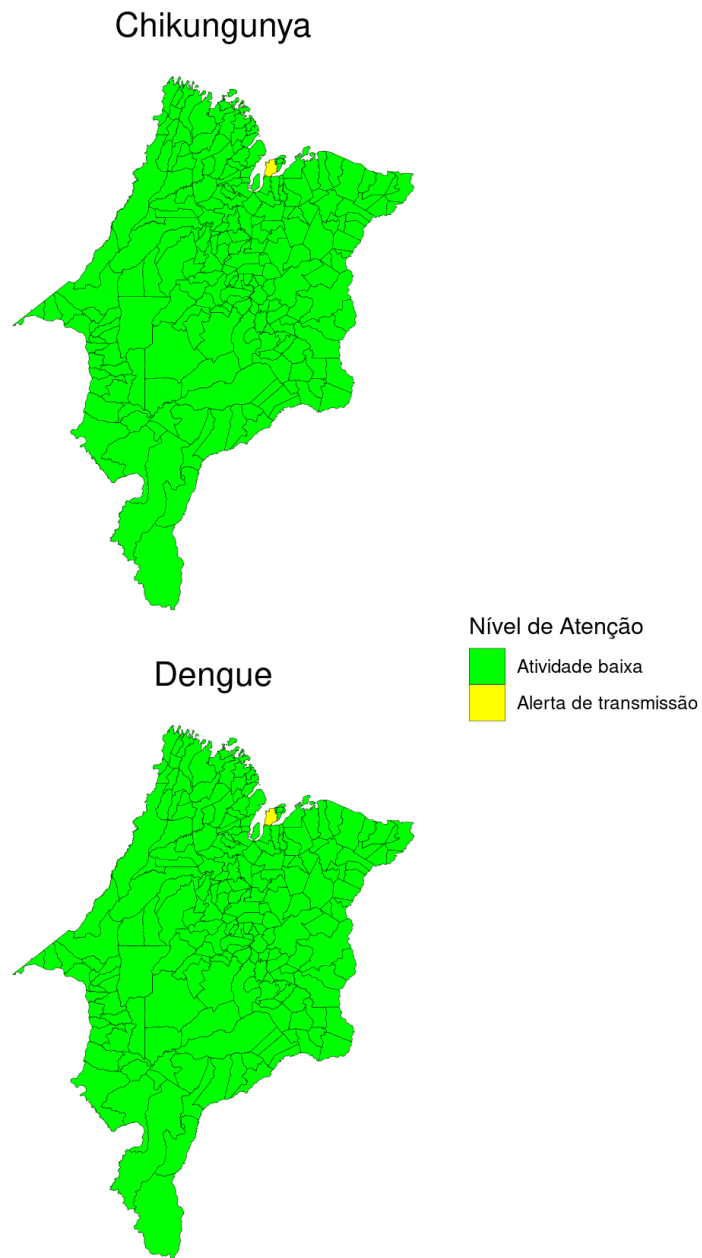 Chikungunya
Nível de Atenção
Atividade baixa
Alerta de transmissão
Dengue